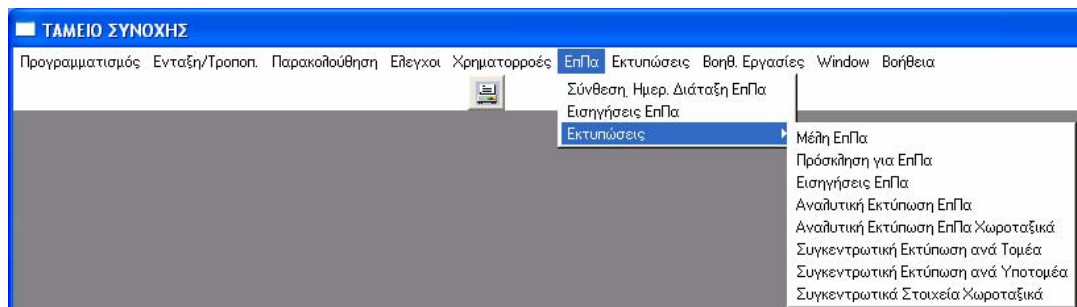 ΤΑΜΕΙΟ ΣΥΝΟΧΗΣ
Προγραμματισμός Ενταξη/Τροποπ. Παρακολούθηση Ελεγχοι Χρηματορροές ΕπΠα Εκτυπώσεις Βοηθ. Εργασίες Window Βοήθεια
Σύνθεση, Ημερ. Διάταξη ΕπΠα
Εισηγήσεις ΕπΠα
Εκτυπώσεις
Μέλη ΕπΠα
Πρόσκληση για ΕπΠα
Εισηγήσεις ΕπΠα
Αναλυτική Εκτύπωση ΕπΠα
Αναλυτική Εκτύπωση ΕπΠα Χωροταξικά
Συγκεντρωτική Εκτύπωση ανά Τομέα
Συγκεντρωτική Εκτύπωση ανά Υποτομέα
Συγκεντρωτικά Στοιχεία Χωροταξικά